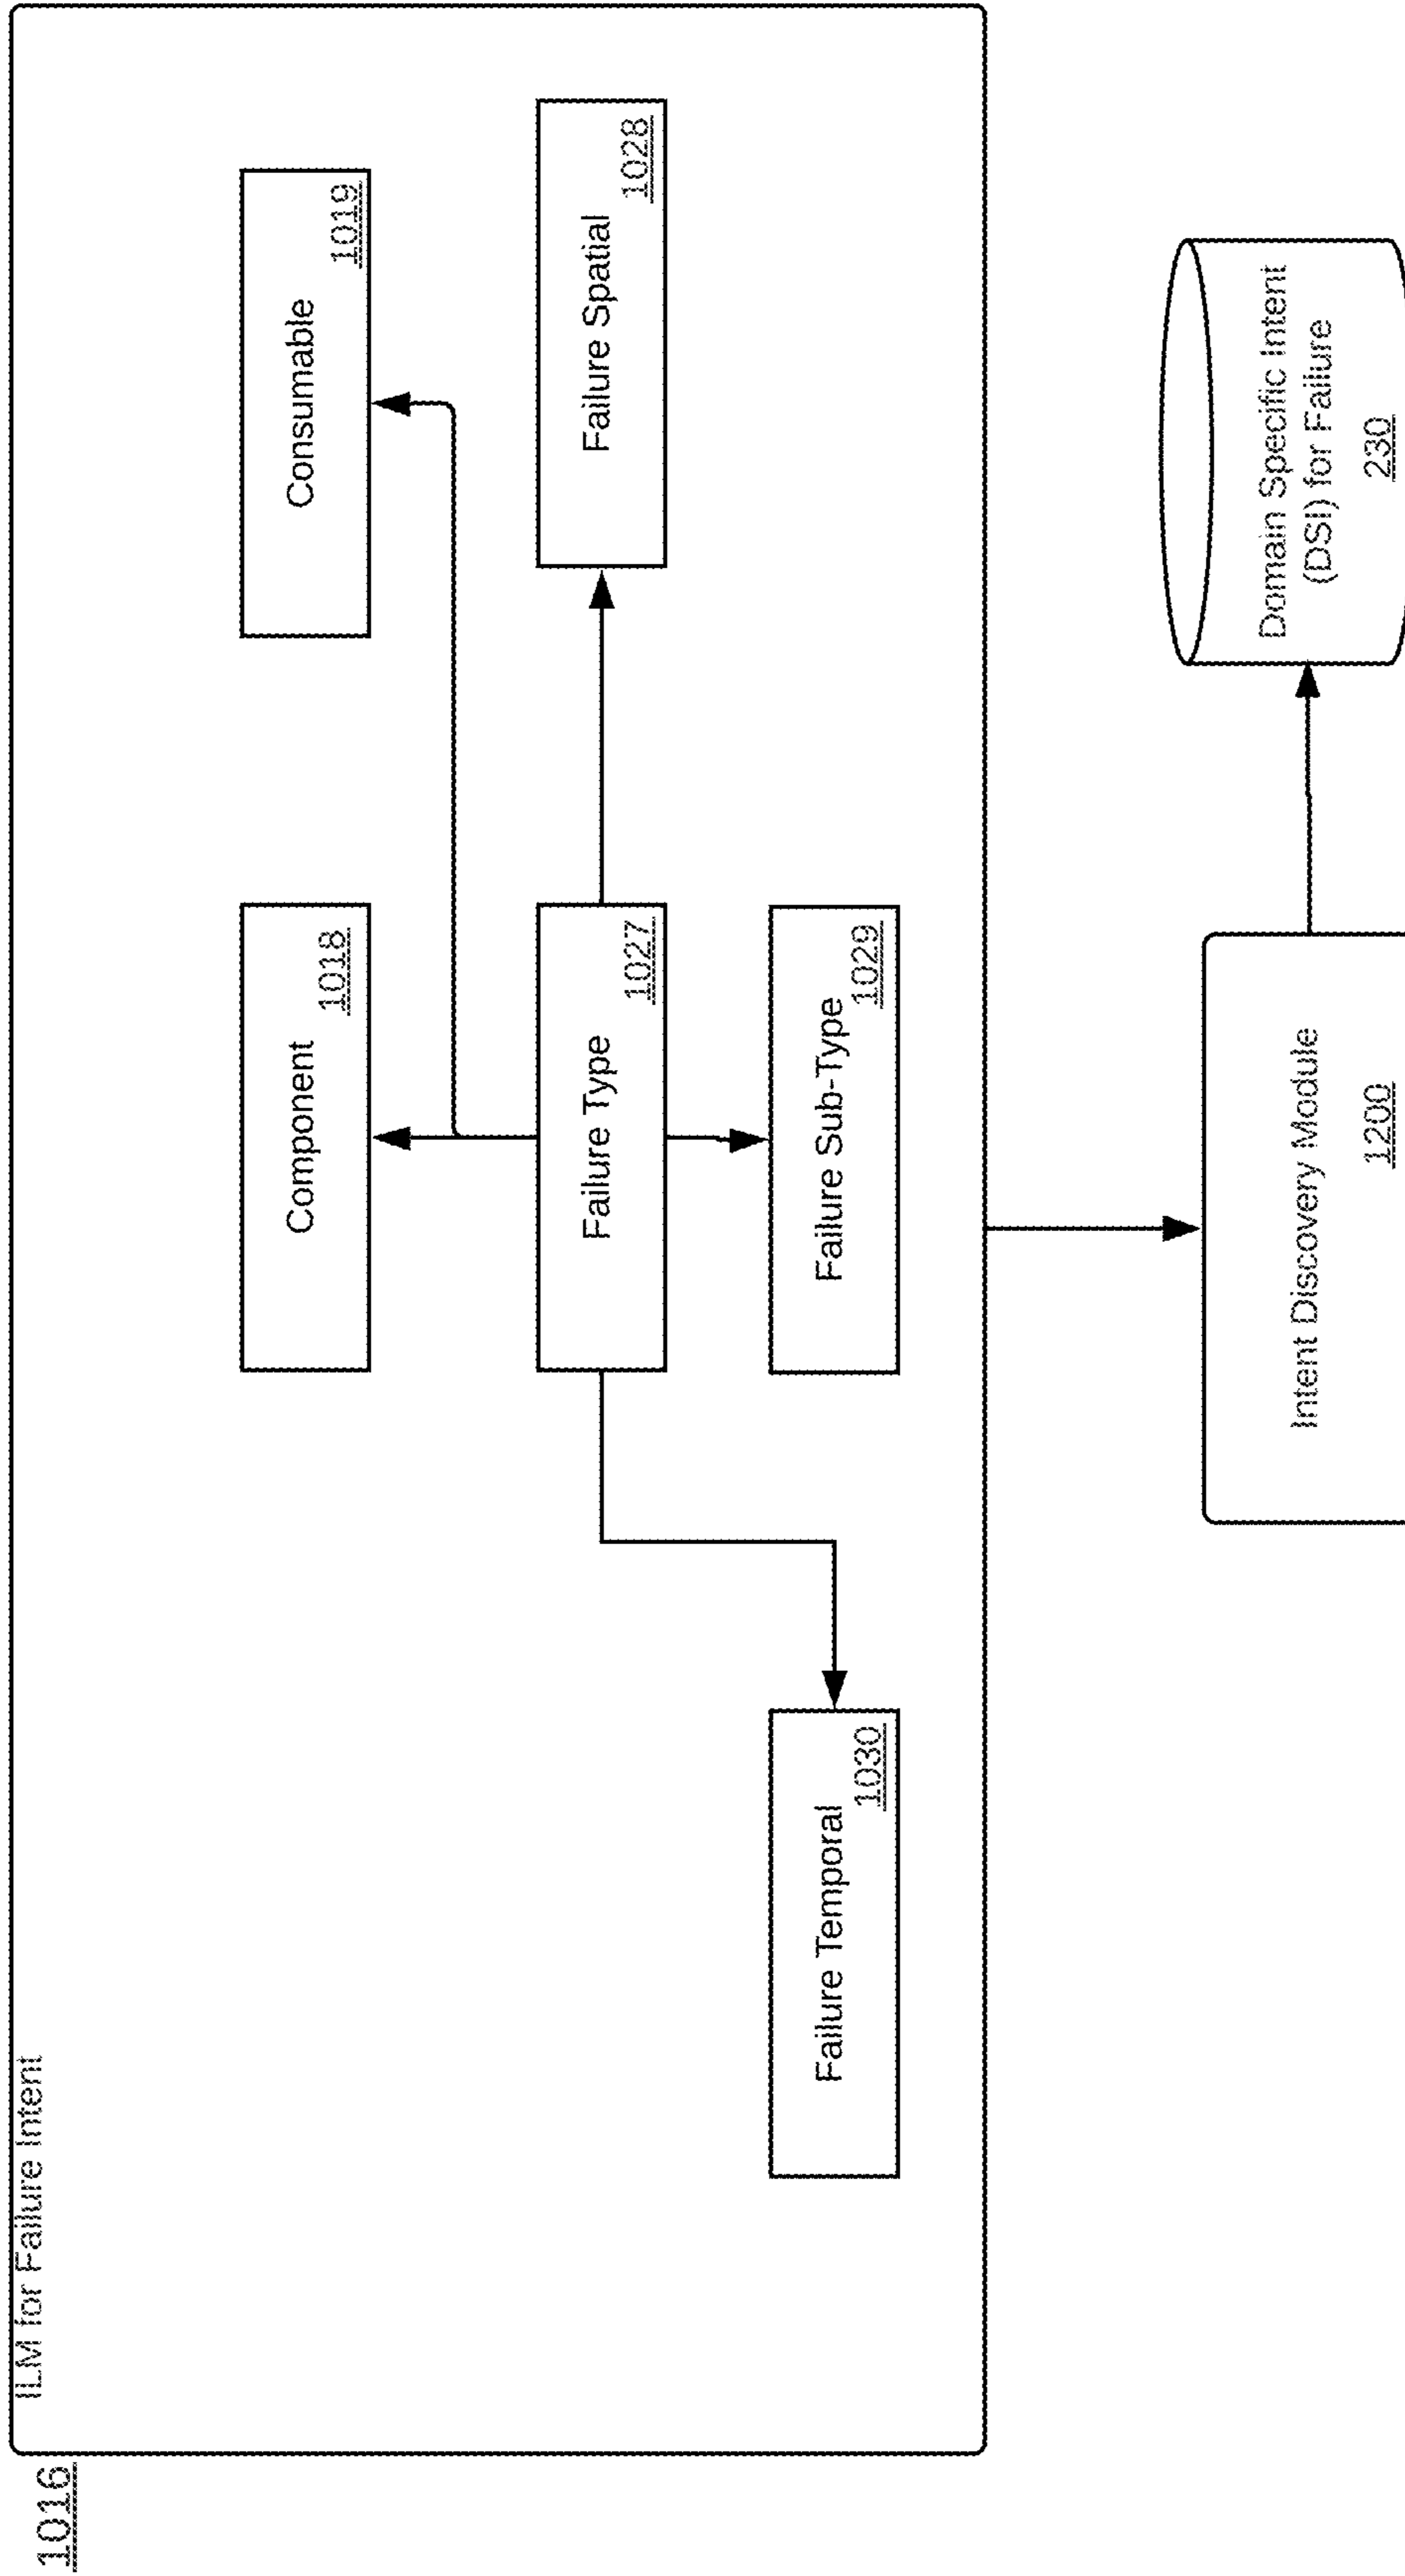 1016
ILM for Failure Intent
Component
1018
Consumable
1019
Failure Type
1027
Failure Spatial
1028
Failure Temporal
1030
Failure Sub-Type
1029
Intent Discovery Module
1200
Domain Specific Intent
(DSI) for Failure
230